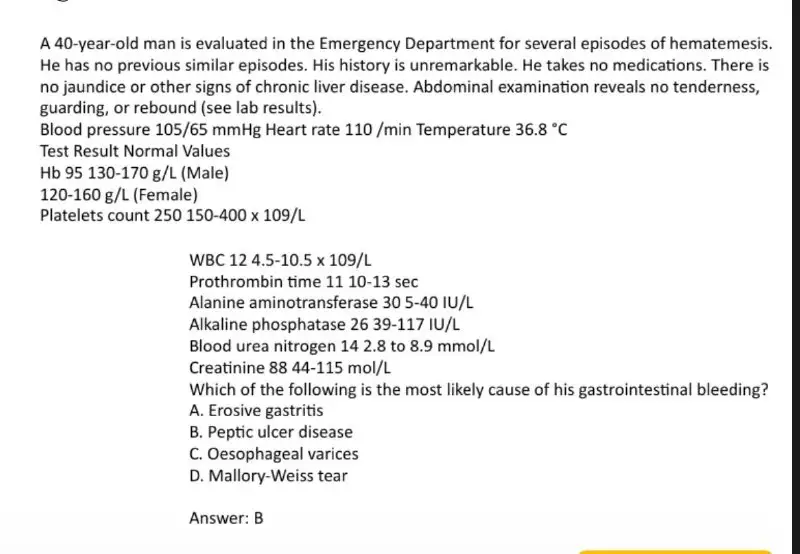 A 40-year-old man is evaluated in the Emergency Department for several episodes of hematemesis.
He has no previous similar episodes. His history is unremarkable. He takes no medications. There is
no jaundice or other signs of chronic liver disease. Abdominal examination reveals no tenderness,
guarding, or rebound (see lab results).
Blood pressure 105/65 mmHg Heart rate 110 /min Temperature 36.8 °C
Test Result Normal Values
Hb 95 130-170 g/L (Male)
120-160 g/L (Female)
Platelets count 250 150-400 x 109/L
WBC 12 4.5-10.5 x 109/L
Prothrombin time 11 10-13 sec
Alanine aminotransferase 30 5-40 IU/L
Alkaline phosphatase 26 39-117 IU/L
Blood urea nitrogen 14 2.8 to 8.9 mmol/L
Creatinine 88 44-115 mol/L
Which of the following is the most likely cause of his gastrointestinal bleeding?
A. Erosive gastritis
B. Peptic ulcer disease
C. Oesophageal varices
D. Mallory-Weiss tear
Answer: B